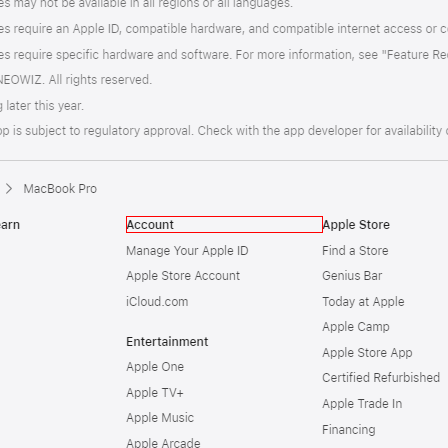 es may not be available in all regions or all languages.
es require an Apple ID, compatible hardware, and compatible internet access or c
es require specific hardware and software. For more information, see "Feature Re
NEOWIZ. All rights reserved.
g later this year.
pp is subject to regulatory approval. Check with the app developer for availability
MacBook Pro
earn
Account
Manage Your Apple ID
Apple Store Account
iCloud.com
Entertainment
Apple One
Apple TV+
Apple Music
Apple Arcade
Apple Store
Find a Store
Genius Bar
Today at Apple
Apple Camp
Apple Store App
Certified Refurbished
Apple Trade In
Financing